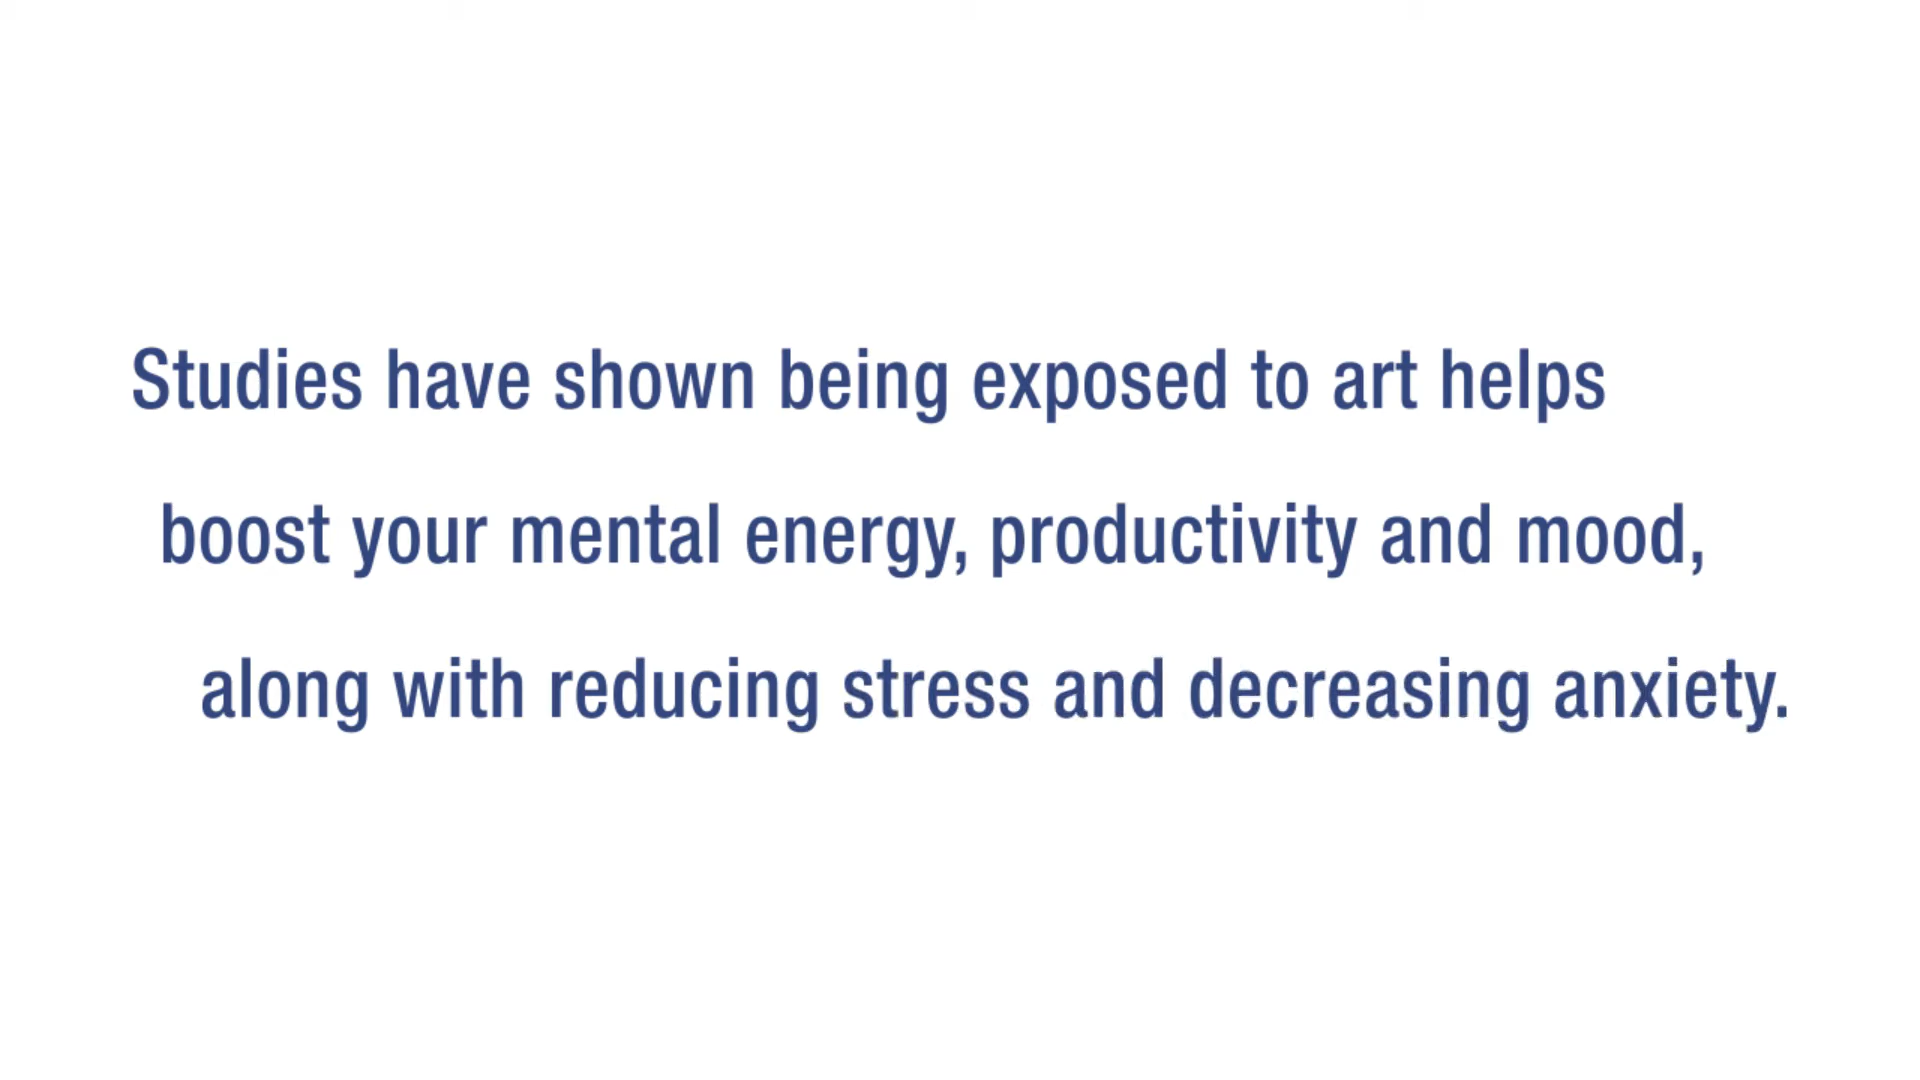 Studies have shown being exposed to art helps
boost your mental energy, productivity and mood,
along with reducing stress and decreasing anxiety.